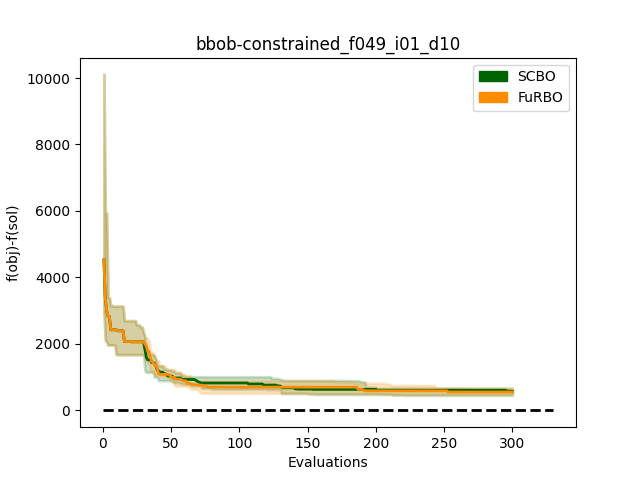 bbob-constrained_f049_i01_d10
SCBO
FuRBO
f(obj)-f(sol)
10000
8000
6000
4000
2000
0
0 50 100 150 200 250 300
Evaluations